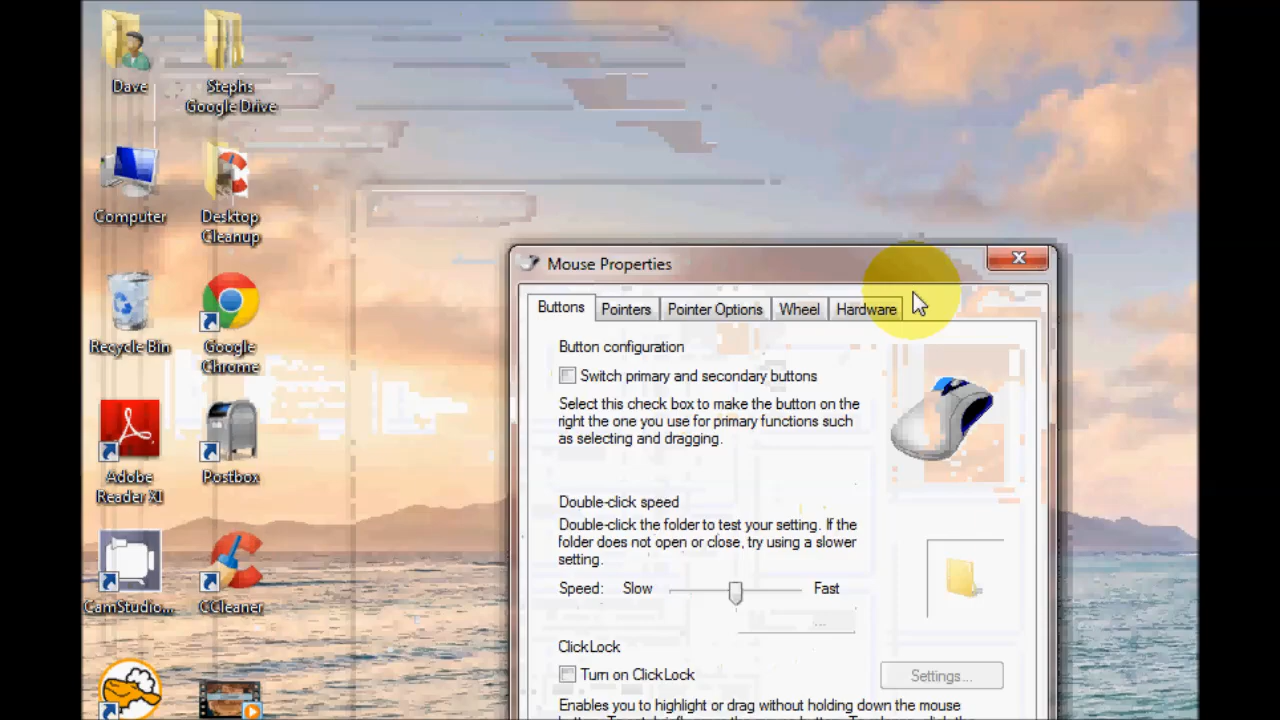 Dave
Stephs
Google Drive
Computer
Desktop
Cleanup
Recycle Bin
Google
Chrome
Adobe
Reader XI
Postbox
CamStudio...
CCleaner
Mouse Properties
Buttons
Pointers
Pointer Options
Wheel
Hardware
Button configuration
Switch primary and secondary buttons
Select this check box to make the button on the
right the one you use for primary functions such
as selecting and dragging.
Double-click speed
Double-click the folder to test your setting. If the
folder does not open or close, try using a slower
setting.
Speed: Slow Fast
ClickLock
Turn on ClickLock
Settings...
Enables you to highlight or drag without holding down the mouse